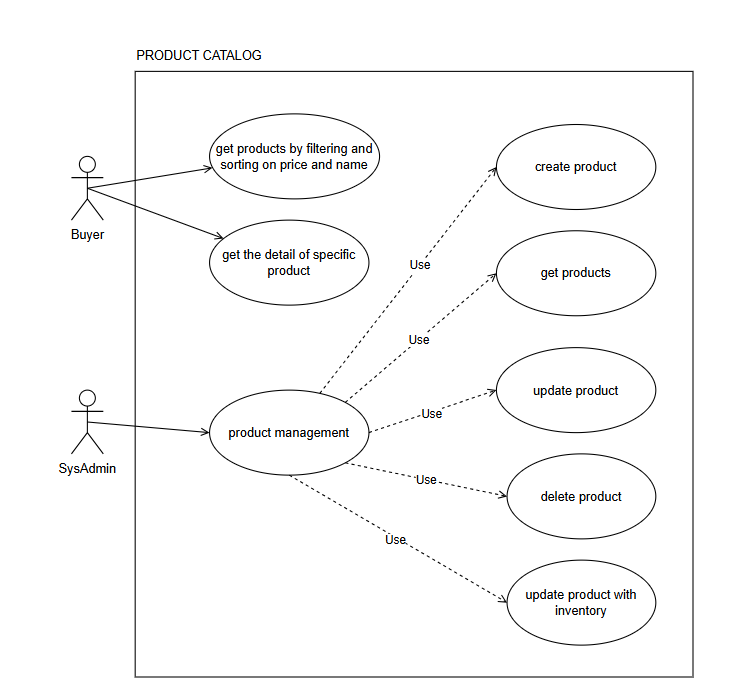 PRODUCT CATALOG
get products by filtering and
sorting on price and name
create product
Buyer
get the detail of specific
product
Use
get products
Use
update product
SysAdmin
product management
Use
Use
delete product
Use
update product with
inventory